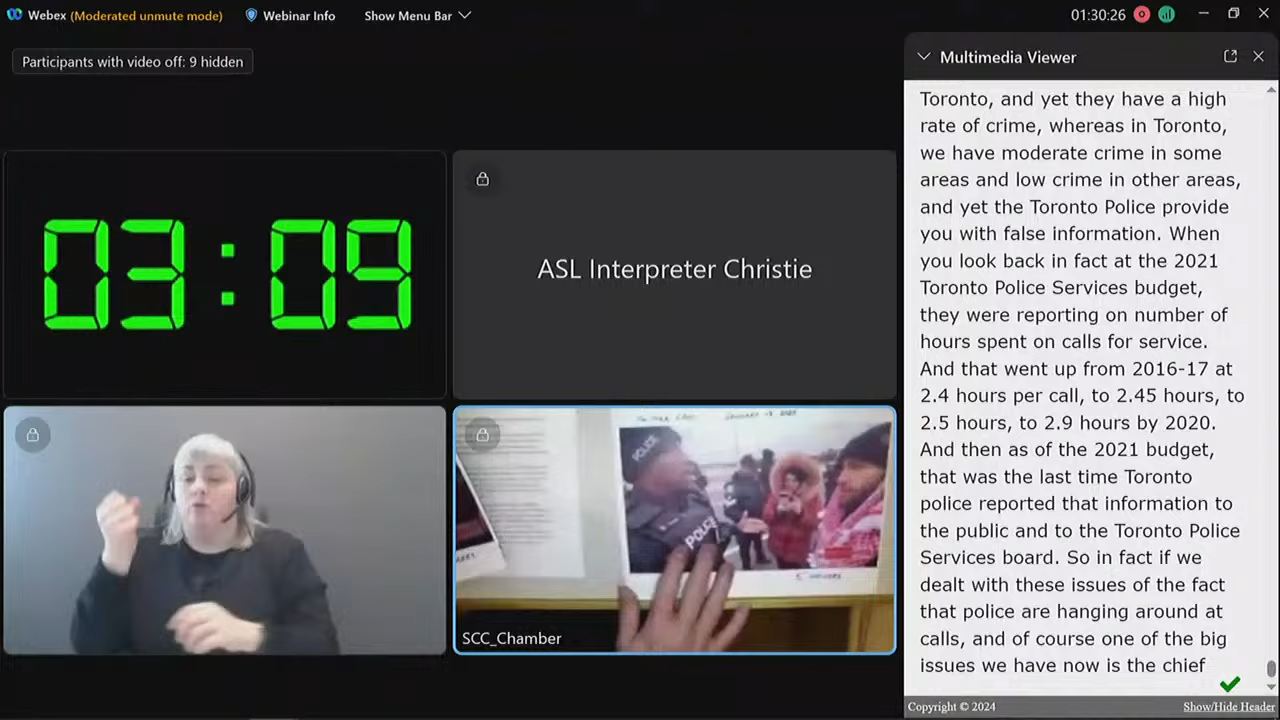 Webex (Moderated unmute mode) Webinar Info Show Menu Bar 01:30:26
Participants with video off: 9 hidden
03:09
ASL Interpreter Christie
POLICE
POLICE
SCC_Chamber
Multimedia Viewer
Toronto, and yet they have a high
rate of crime, whereas in Toronto,
we have moderate crime in some
areas and low crime in other areas,
and yet the Toronto Police provide
you with false information. When
you look back in fact at the 2021
Toronto Police Services budget,
they were reporting on number of
hours spent on calls for service.
And that went up from 2016-17 at
2.4 hours per call, to 2.45 hours, to
2.5 hours, to 2.9 hours by 2020.
And then as of the 2021 budget,
that was the last time Toronto
police reported that information to
the public and to the Toronto Police
Services board. So in fact if we
dealt with these issues of the fact
that police are hanging around at
calls, and of course one of the big
issues we have now is the chief
Copyright © 2024 Show/Hide Header